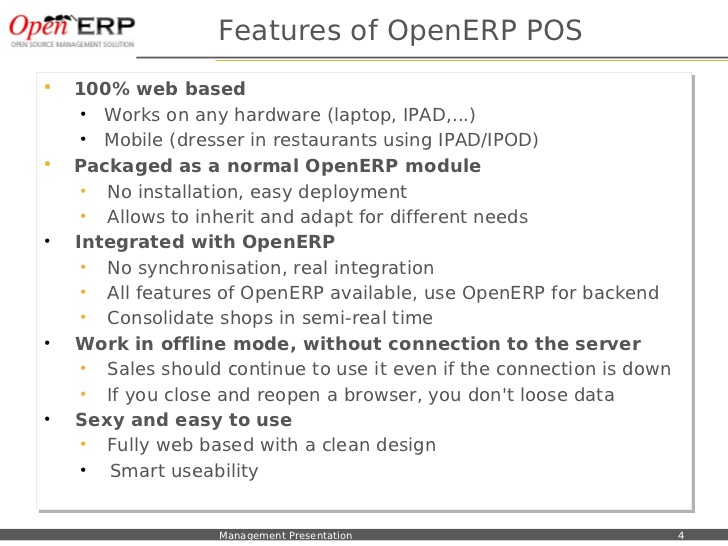 Open ERP
OPEN SOURCE MANAGEMENT SOLUTION
Features of OpenERP POS
100% web based
Works on any hardware (laptop, IPAD,...)
Mobile (dresser in restaurants using IPAD/IPOD)
Packaged as a normal OpenERP module
No installation, easy deployment
Allows to inherit and adapt for different needs
Integrated with OpenERP
No synchronisation, real integration
All features of OpenERP available, use OpenERP for backend
Consolidate shops in semi-real time
Work in offline mode, without connection to the server
Sales should continue to use it even if the connection is down
If you close and reopen a browser, you don't loose data
Sexy and easy to use
Fully web based with a clean design
Smart useability
Management Presentation
4